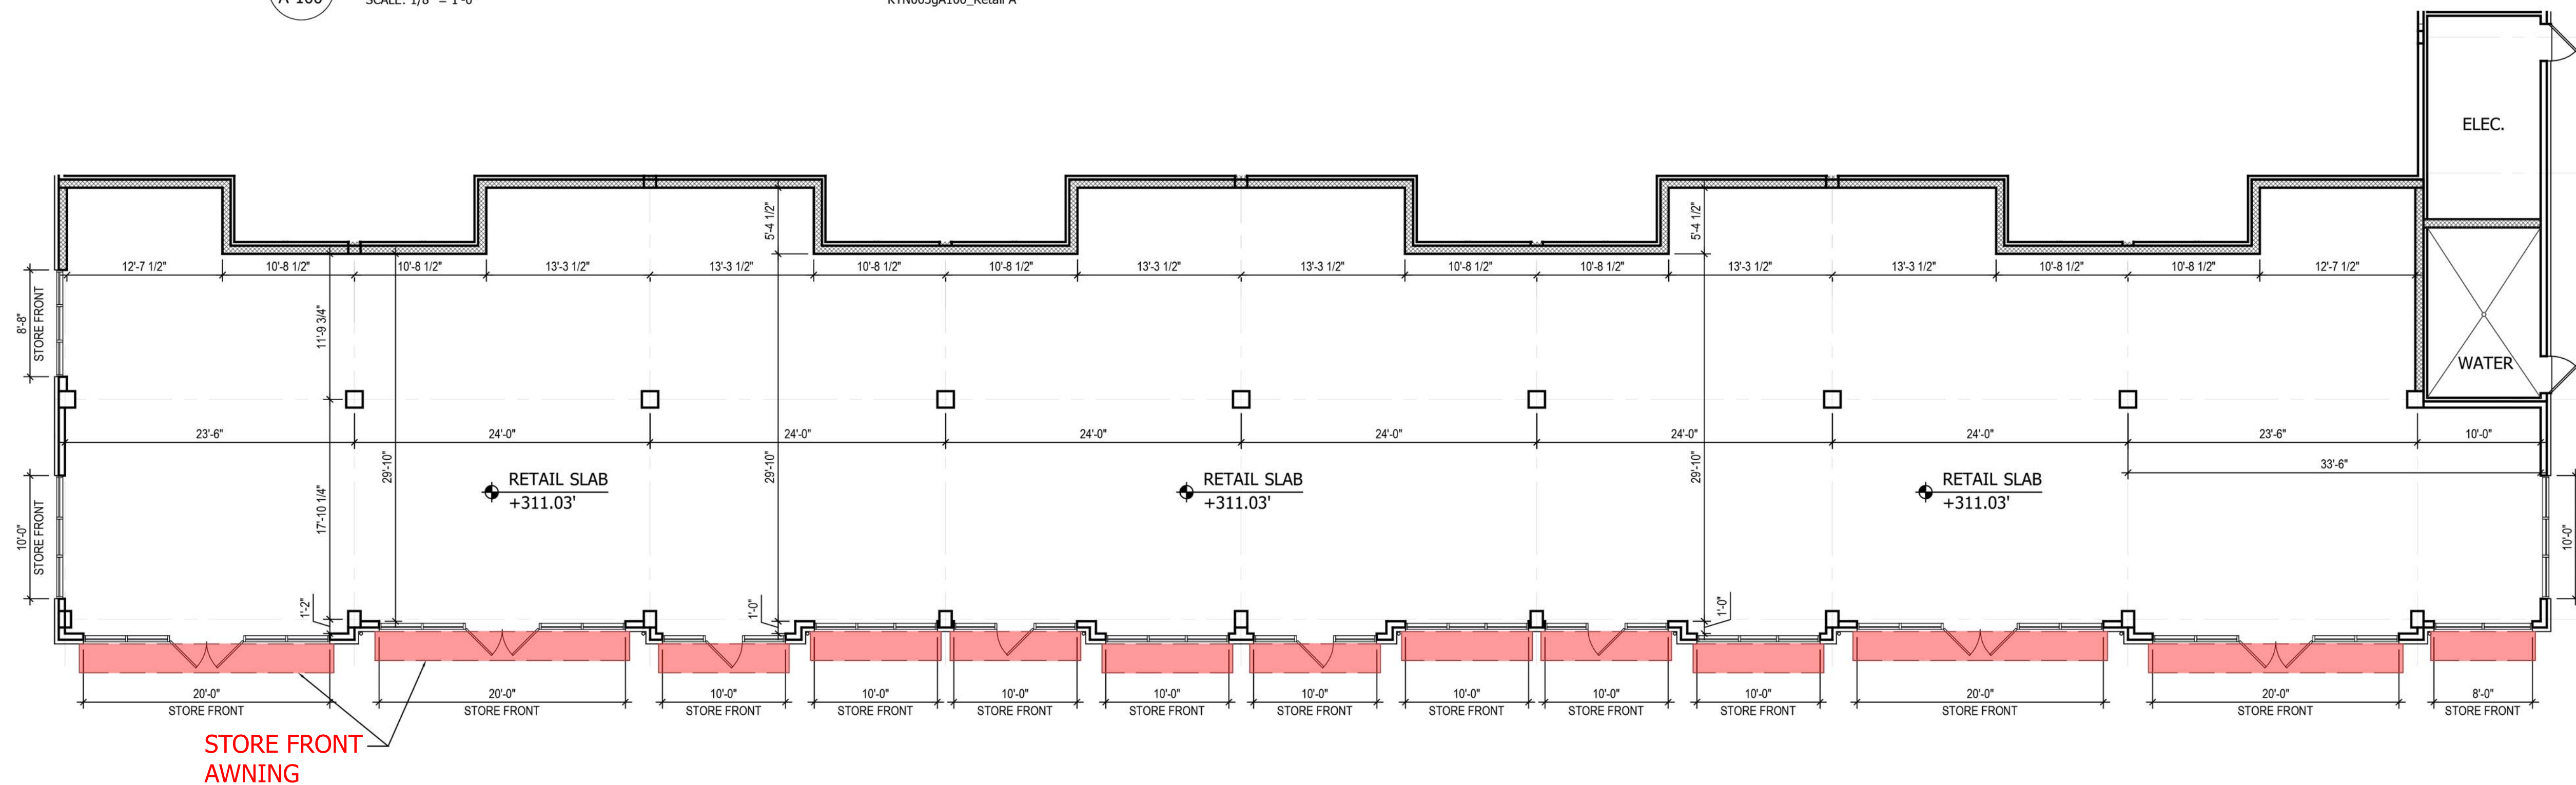 A-100 SCALE: 1/8" = 1'-0" KYN003gA100_Retail A
ELEC.
5'-4 1/2" 5'-4 1/2"
12'-7 1/2" 10'-8 1/2" 10'-8 1/2" 13'-3 1/2" 13'-3 1/2" 10'-8 1/2" 10'-8 1/2" 13'-3 1/2" 13'-3 1/2" 10'-8 1/2" 10'-8 1/2" 13'-3 1/2" 13'-3 1/2" 10'-8 1/2" 10'-8 1/2" 12'-7 1/2"
8'-8"
STORE FRONT
11'-9 3/4"
WATER
23'-6" 24'-0" 24'-0" 24'-0" 24'-0" 24'-0" 24'-0" 23'-6" 10'-0"
33'-6"
29'-10" 29'-10" 29'-10"
RETAIL SLAB RETAIL SLAB RETAIL SLAB
+311.03' +311.03' +311.03'
17'-10 1/4"
10'-0"
STORE FRONT
10'-0"
1'-2" 1'-0" 1'-0"
20'-0" 20'-0" 10'-0" 10'-0" 10'-0" 10'-0" 10'-0" 10'-0" 10'-0" 10'-0" 20'-0" 20'-0" 8'-0"
STORE FRONT STORE FRONT STORE FRONT STORE FRONT STORE FRONT STORE FRONT STORE FRONT STORE FRONT STORE FRONT STORE FRONT STORE FRONT STORE FRONT STORE FRONT
STORE FRONT
AWNING